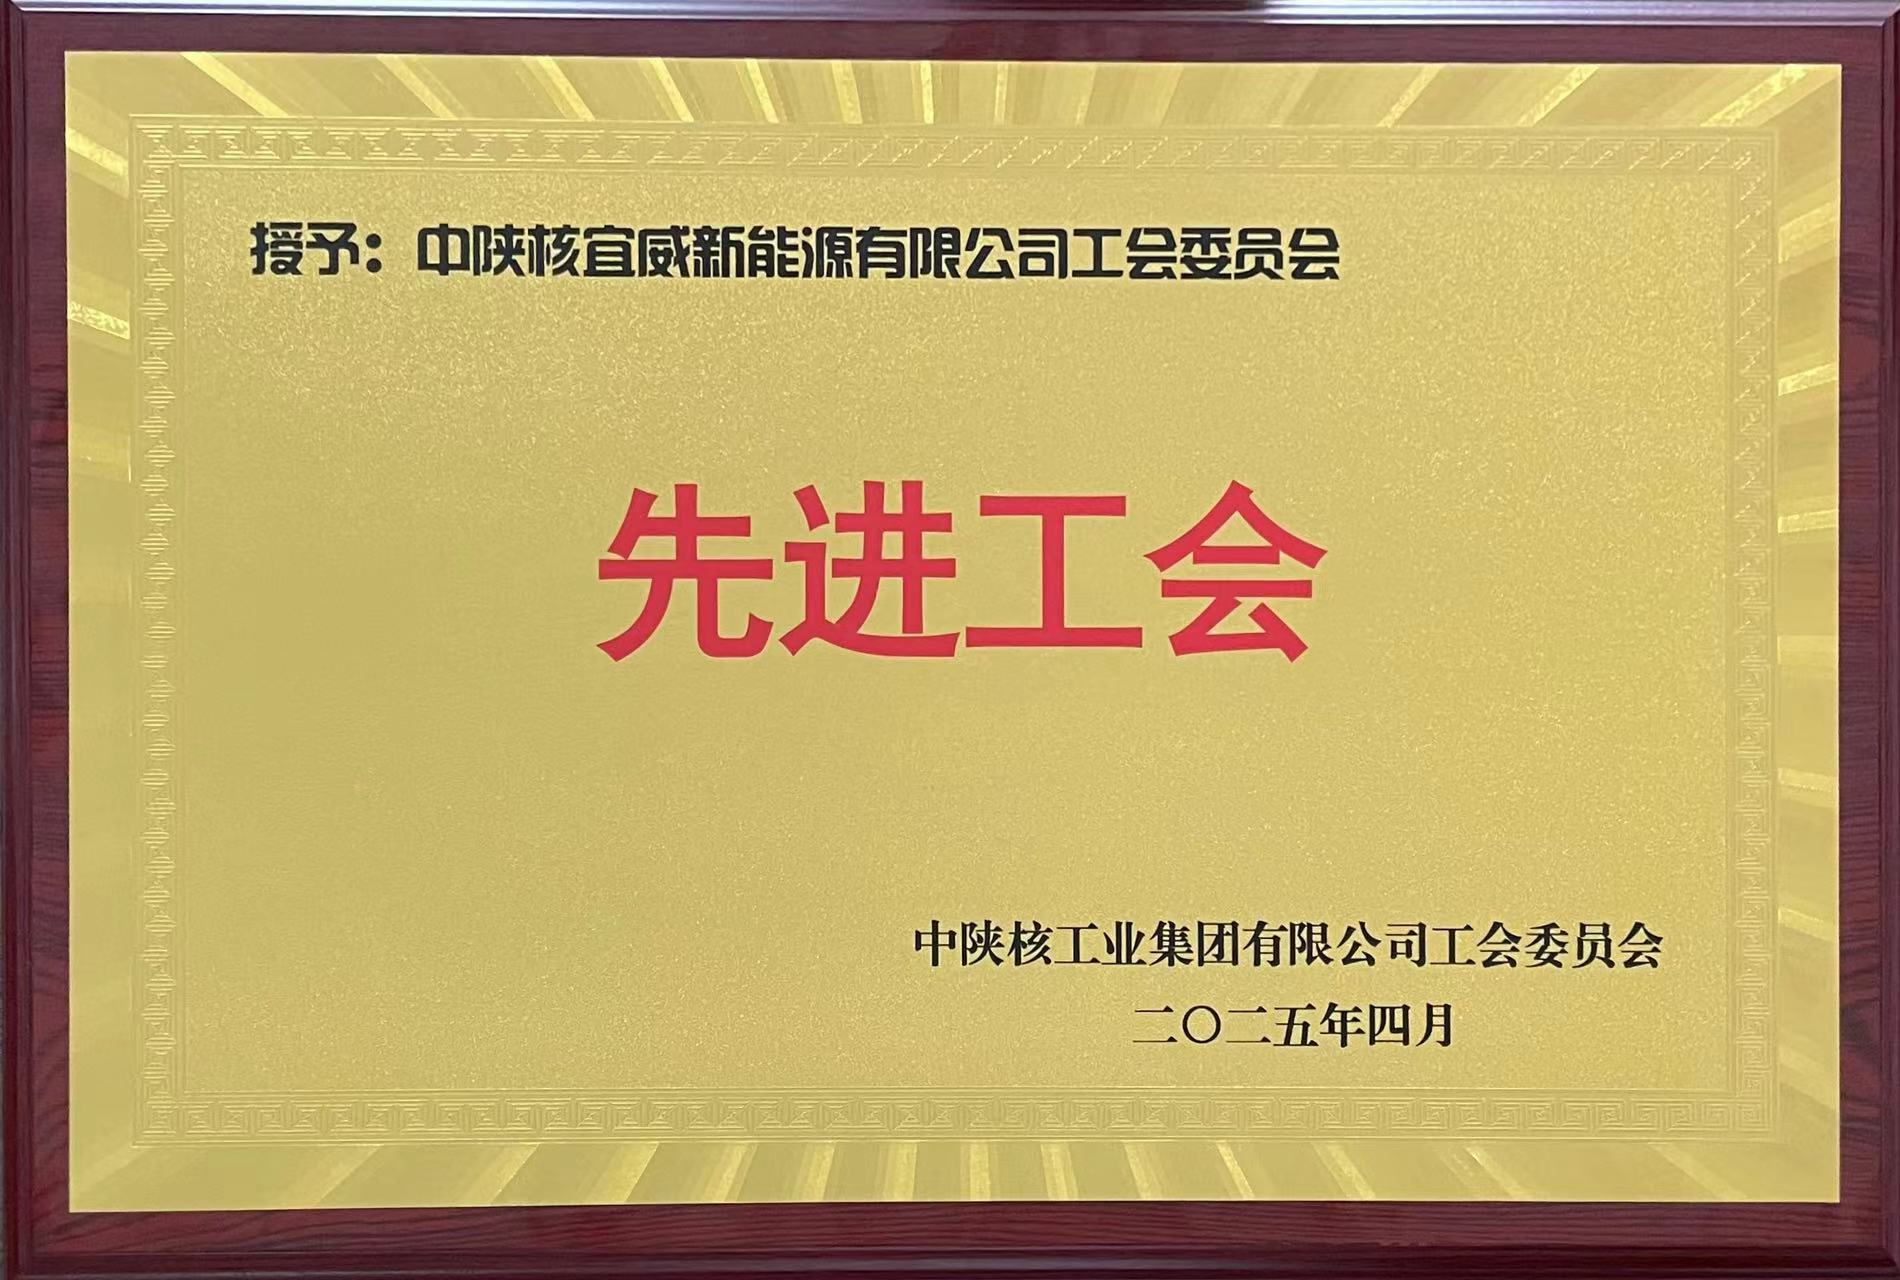 授予：中陕核宜威新能源有限公司工会委员会
先进工会
中陕核工业集团有限公司工会委员会
二〇二五年四月